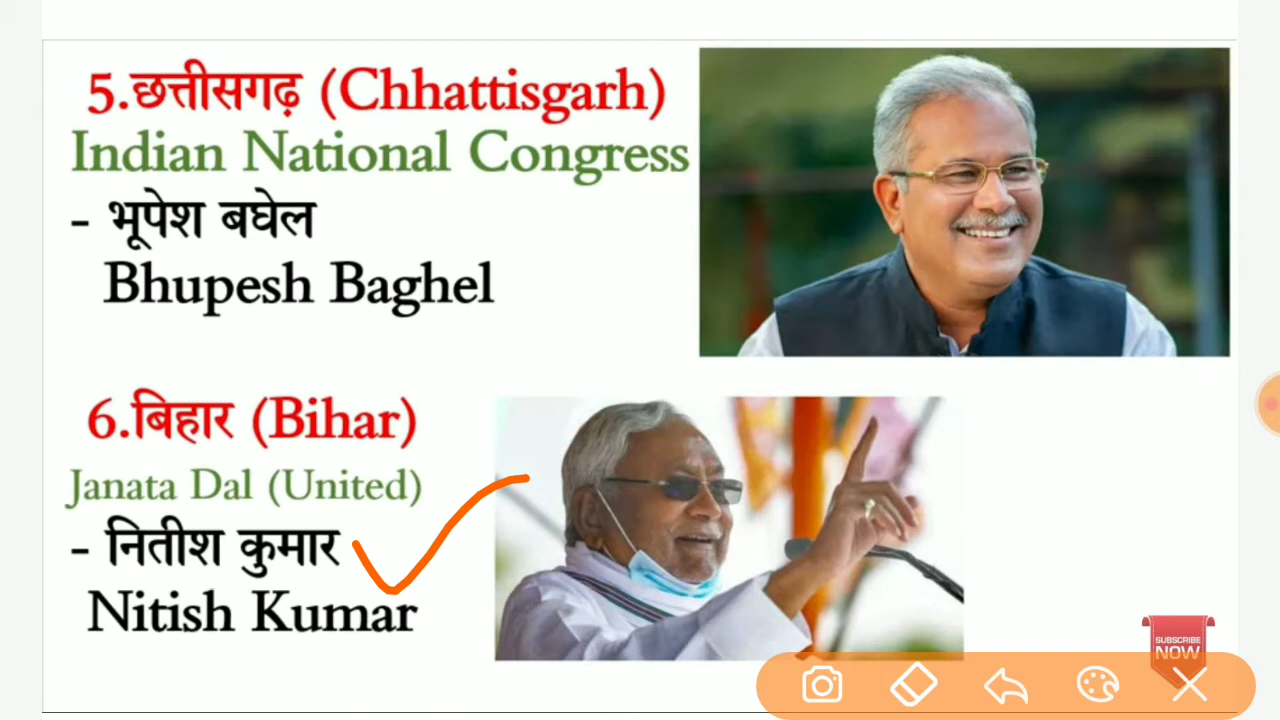 5.छत्तीसगढ़ (Chhattisgarh)
Indian National Congress
- भूपेश बघेल
Bhupesh Baghel
6.बिहार (Bihar)
Janata Dal (United)
- नितीश कुमार
Nitish Kumar
SUBSCRIBE
NOW